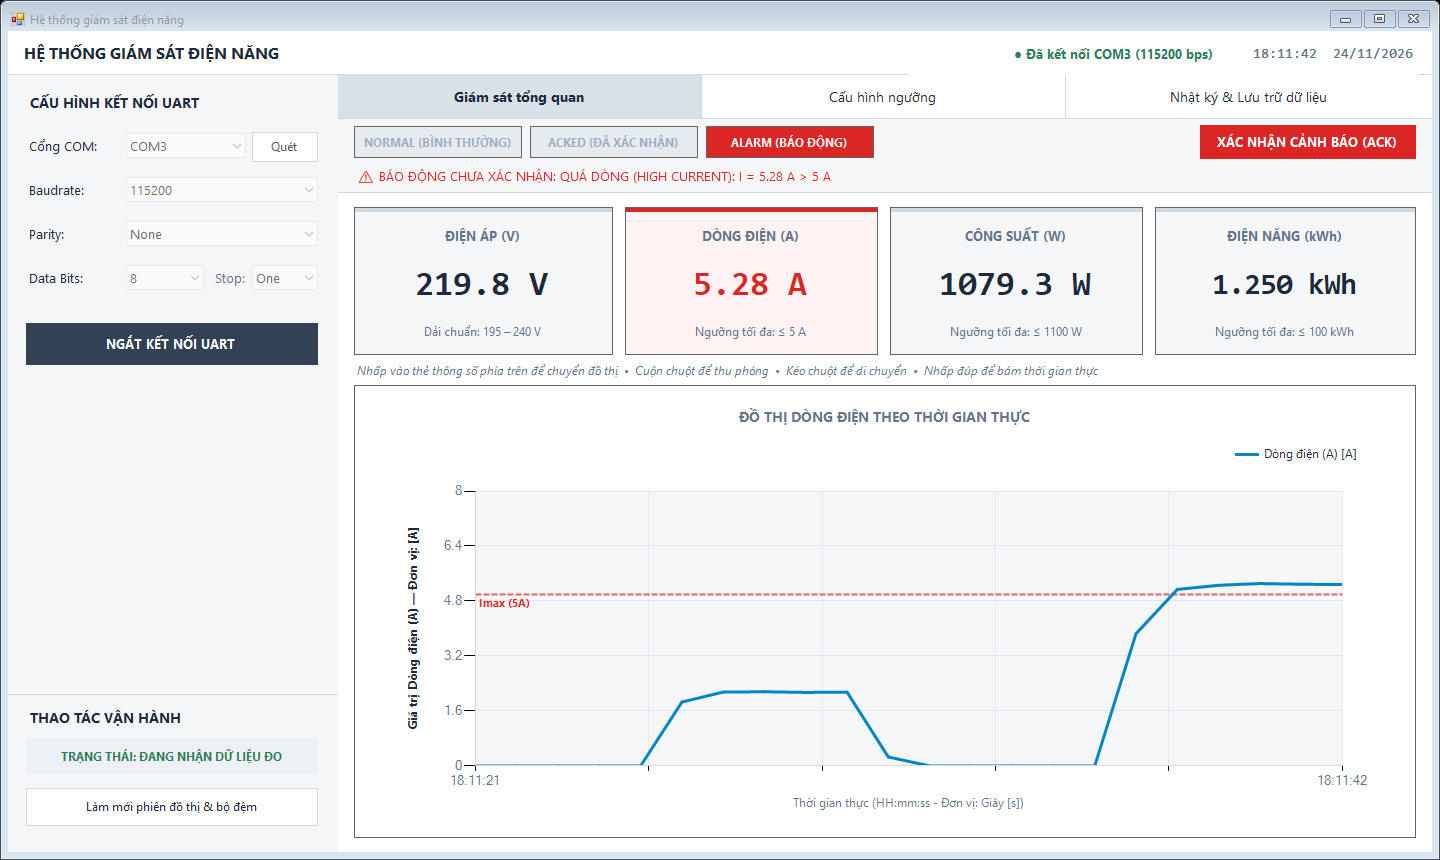 Hệ thống giám sát điện năng
HỆ THỐNG GIÁM SÁT ĐIỆN NĂNG
● Đã kết nối COM3 (115200 bps)
18:11:42 24/11/2026
CẤU HÌNH KẾT NỐI UART
Cổng COM: COM3 Quét
Baudrate: 115200
Parity: None
Data Bits: 8 Stop: One
NGẮT KẾT NỐI UART
THAO TÁC VẬN HÀNH
TRẠNG THÁI: ĐANG NHẬN DỮ LIỆU ĐO
Làm mới phiên đồ thị & bộ đệm
Giám sát tổng quan
Cấu hình ngưỡng
Nhật ký & Lưu trữ dữ liệu
NORMAL (BÌNH THƯỜNG)
ACKED (ĐÃ XÁC NHẬN)
ALARM (BÁO ĐỘNG)
XÁC NHẬN CẢNH BÁO (ACK)
⚠ BÁO ĐỘNG CHƯA XÁC NHẬN: QUÁ DÒNG (HIGH CURRENT): I = 5.28 A > 5 A
ĐIỆN ÁP (V)
219.8 V
Dải chuẩn: 195 – 240 V
DÒNG ĐIỆN (A)
5.28 A
Ngưỡng tối đa: ≤ 5 A
CÔNG SUẤT (W)
1079.3 W
Ngưỡng tối đa: ≤ 1100 W
ĐIỆN NĂNG (kWh)
1.250 kWh
Ngưỡng tối đa: ≤ 100 kWh
Nhấp vào thẻ thông số phía trên để chuyển đồ thị • Cuộn chuột để thu phóng • Kéo chuột để di chuyển • Nhấp đúp để bám thời gian thực
ĐỒ THỊ DÒNG ĐIỆN THEO THỜI GIAN THỰC
Dòng điện (A) [A]
Giá trị Dòng điện (A) — Đơn vị: [A]
8
6.4
4.8
3.2
1.6
0
Imax (5A)
18:11:21
18:11:42
Thời gian thực (HH:mm:ss - Đơn vị: Giây [s])